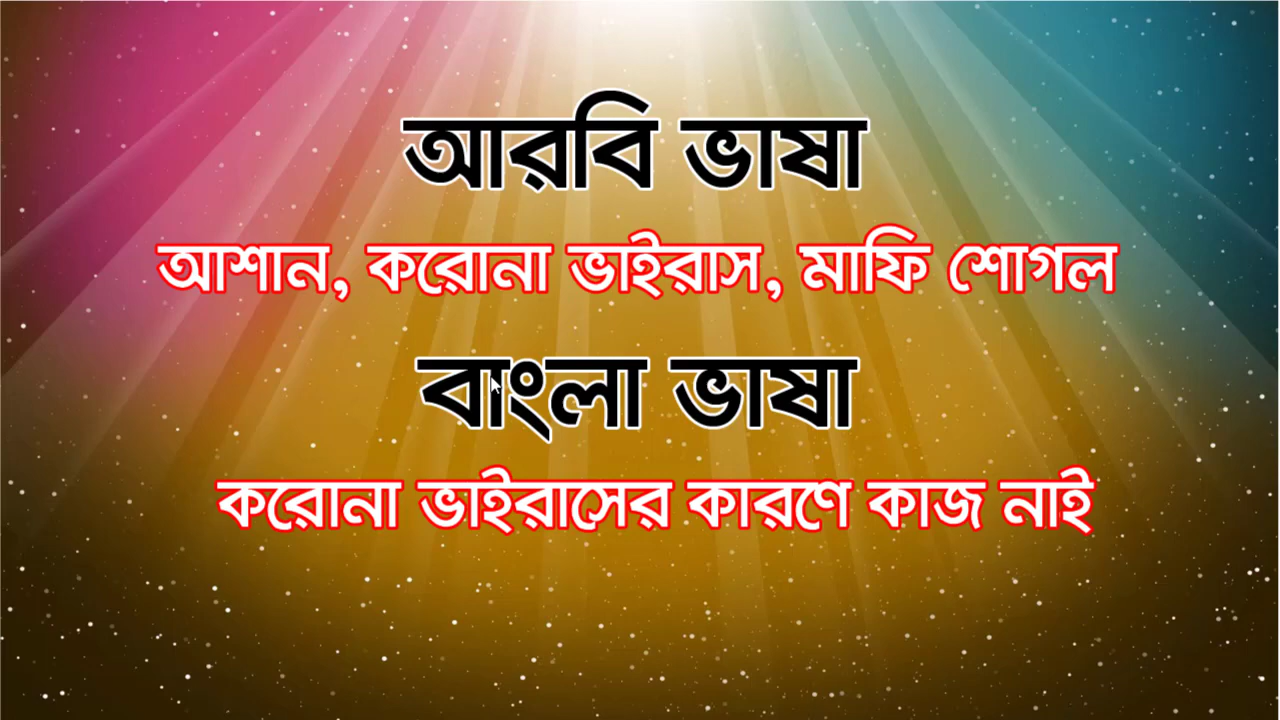 আরবি ভাষা
আশান, করোনা ভাইরাস, মাফি শোগল
বাংলা ভাষা
করোনা ভাইরাসের কারণে কাজ নাই